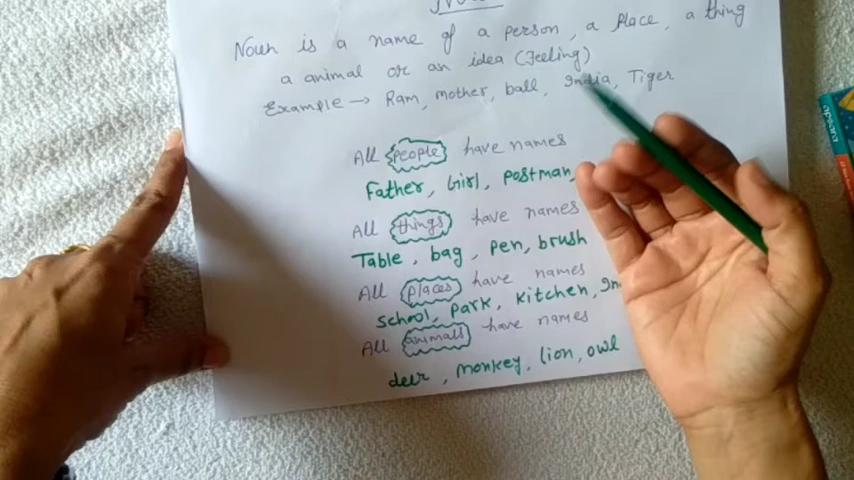 Noun is a name of a person, a place, a thing
a animal or an idea (Feeling)
Example → Ram, mother, ball, India, Tiger
All people have names
Father, Girl, postman,
All things have names
Table, bag, pen, brush
All places have names
school, park, kitchen, In
All animals have names
deer, monkey, lion, owl